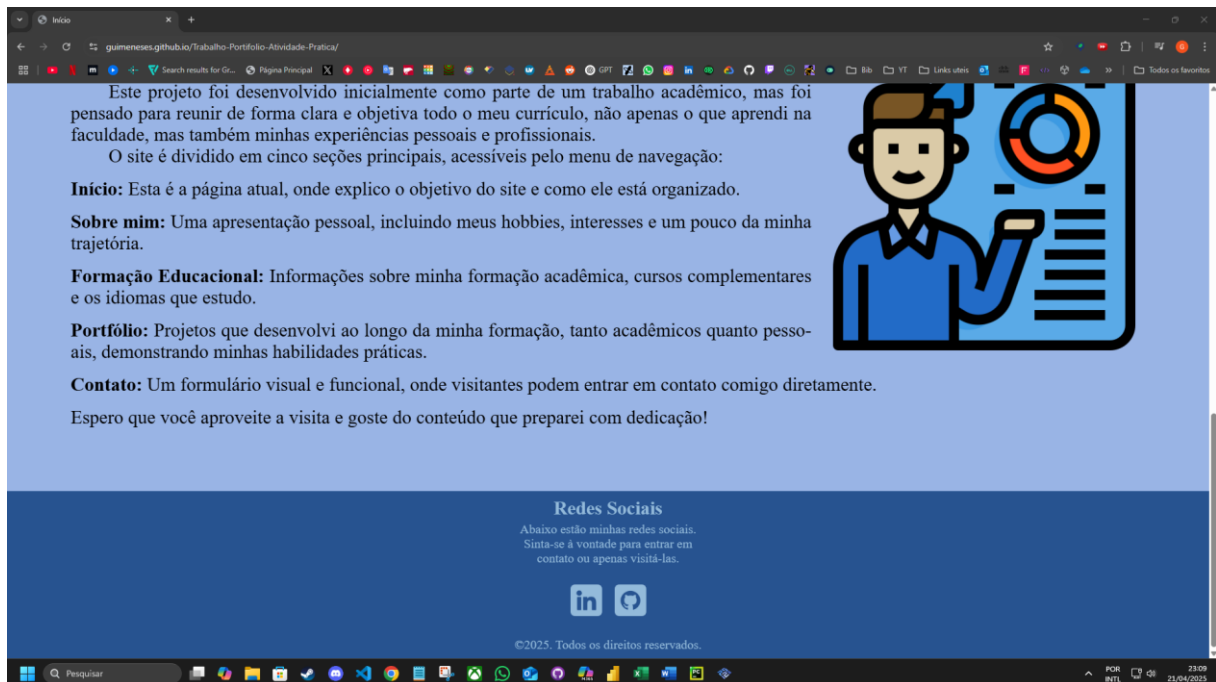 Início
guimeneses.github.io/Trabalho-Portifolio-Atividade-Pratica/
Search results for Gr...
Página Principal
GPT
Bib
YT
Links uteis
Todos os favoritos
Este projeto foi desenvolvido inicialmente como parte de um trabalho acadêmico, mas foi
pensado para reunir de forma clara e objetiva todo o meu currículo, não apenas o que aprendi na
faculdade, mas também minhas experiências pessoais e profissionais.
O site é dividido em cinco seções principais, acessíveis pelo menu de navegação:
Início: Esta é a página atual, onde explico o objetivo do site e como ele está organizado.
Sobre mim: Uma apresentação pessoal, incluindo meus hobbies, interesses e um pouco da minha
trajetória.
Formação Educacional: Informações sobre minha formação acadêmica, cursos complementares
e os idiomas que estudo.
Portfólio: Projetos que desenvolvi ao longo da minha formação, tanto acadêmicos quanto pesso-
ais, demonstrando minhas habilidades práticas.
Contato: Um formulário visual e funcional, onde visitantes podem entrar em contato comigo diretamente.
Espero que você aproveite a visita e goste do conteúdo que preparei com dedicação!
Redes Sociais
Abaixo estão minhas redes sociais.
Sinta-se à vontade para entrar em
contato ou apenas visitá-las.
in
©2025. Todos os direitos reservados.
Pesquisar
POR
INTL
23:09
21/04/2025